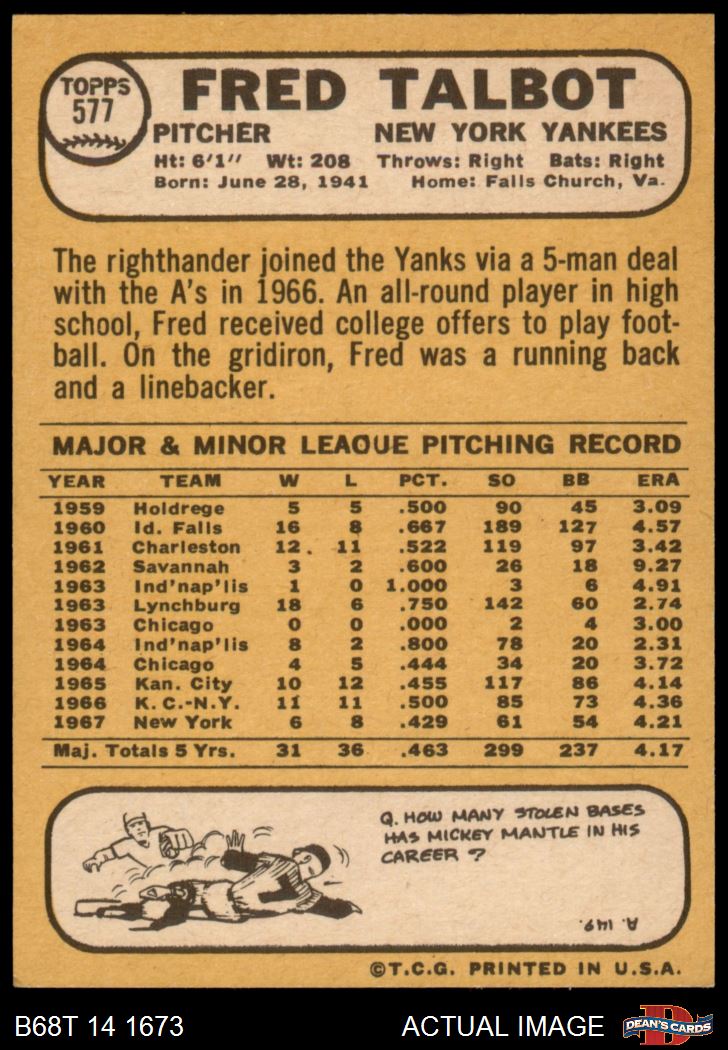 TOPPS
577
FRED TALBOT
PITCHER NEW YORK YANKEES
Ht: 6'1" Wt: 208 Throws: Right Bats: Right
Born: June 28, 1941 Home: Falls Church, Va.
The righthander joined the Yanks via a 5-man deal
with the A's in 1966. An all-round player in high
school, Fred received college offers to play foot-
ball. On the gridiron, Fred was a running back
and a linebacker.
MAJOR & MINOR LEAGUE PITCHING RECORD
YEAR TEAM W L PCT. SO BB ERA
1959 Holdrege 5 5 .500 90 45 3.09
1960 Id. Falls 16 8 .667 189 127 4.57
1961 Charleston 12 11 .522 119 97 3.42
1962 Savannah 3 2 .600 26 18 9.27
1963 Ind'nap'lis 1 0 1.000 3 6 4.91
1963 Lynchburg 18 6 .750 142 60 2.74
1963 Chicago 0 0 .000 2 4 3.00
1964 Ind'nap'lis 8 2 .800 78 20 2.31
1964 Chicago 4 5 .444 34 20 3.72
1965 Kan. City 10 12 .455 117 86 4.14
1966 K.C.-N.Y. 11 11 .500 85 73 4.36
1967 New York 6 8 .429 61 54 4.21
Maj. Totals 5 Yrs. 31 36 .463 299 237 4.17
Q. HOW MANY STOLEN BASES
HAS MICKEY MANTLE IN HIS
CAREER ?
A. 149.
©T.C.G. PRINTED IN U.S.A.
B68T 14 1673 ACTUAL IMAGE D DEAN'S CARDS